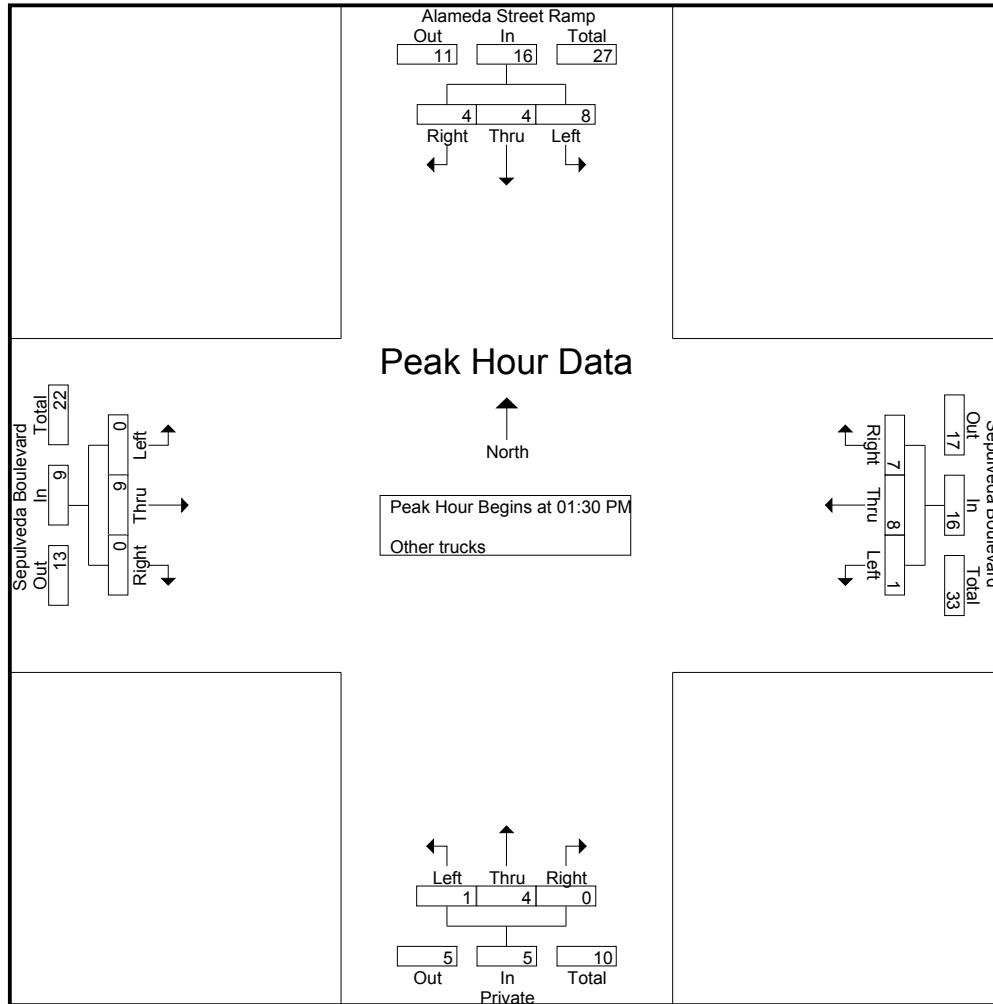 Alameda Street Ramp
Out In Total
11 16 27
4 4 8
Right Thru Left
Peak Hour Data
North
Peak Hour Begins at 01:30 PM
Other trucks
Sepulveda Boulevard
Total In Out
22 9 13
0 9 0
Left Thru Right
Right Thru Left
7 8 1
17 16 33
Out In Total
Sepulveda Boulevard
Left Thru Right
1 4 0
5 5 10
Out In Total
Private